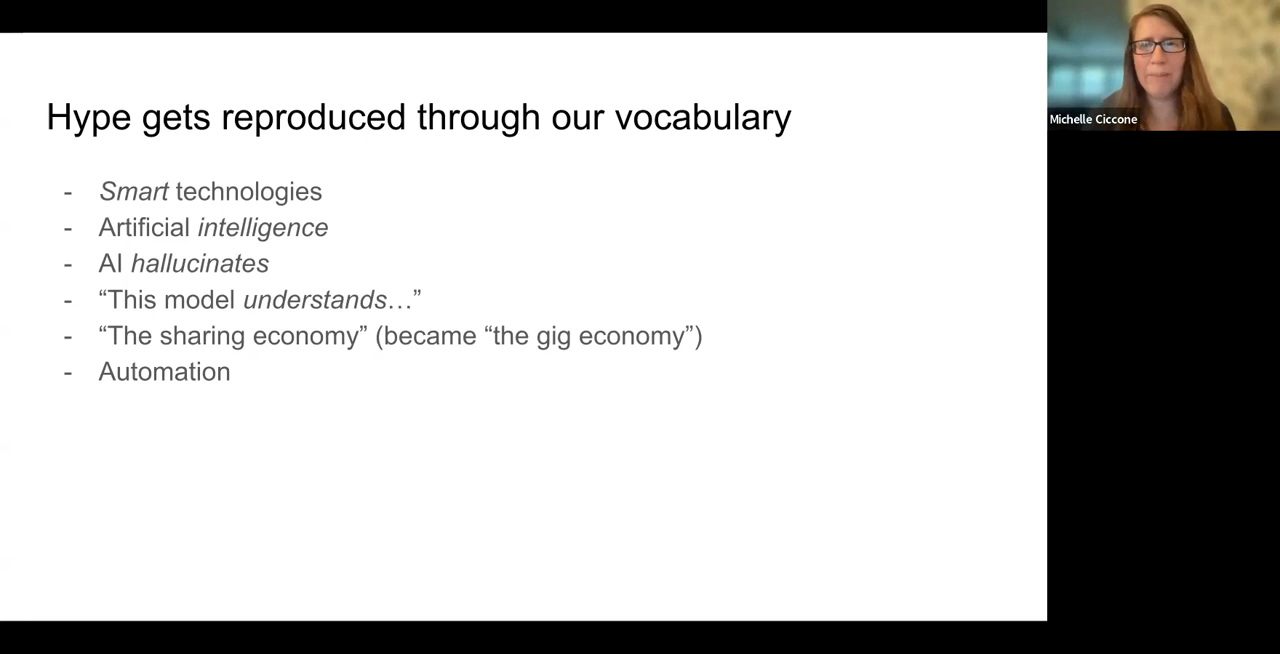 Hype gets reproduced through our vocabulary
- Smart technologies
- Artificial intelligence
- AI hallucinates
- “This model understands…”
- “The sharing economy” (became “the gig economy”)
- Automation
Michelle Ciccone